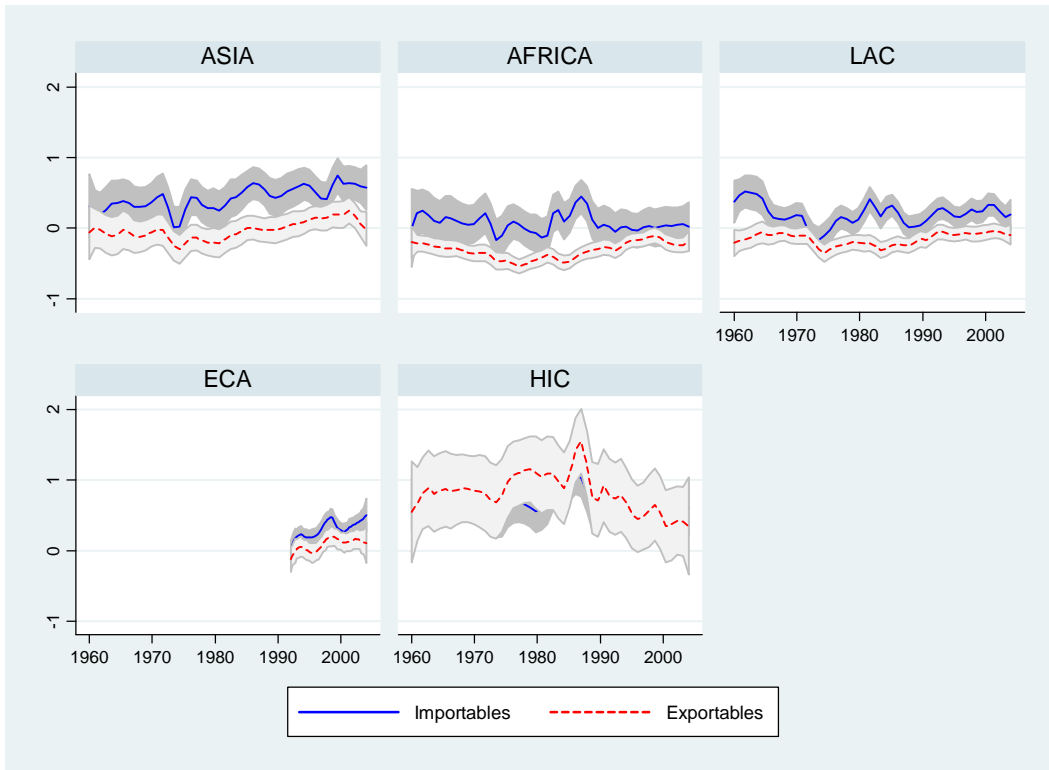 ASIA AFRICA LAC
2
1
0
-1
1960 1970 1980 1990 2000
ECA HIC
2
1
0
-1
1960 1970 1980 1990 2000 1960 1970 1980 1990 2000
Importables Exportables